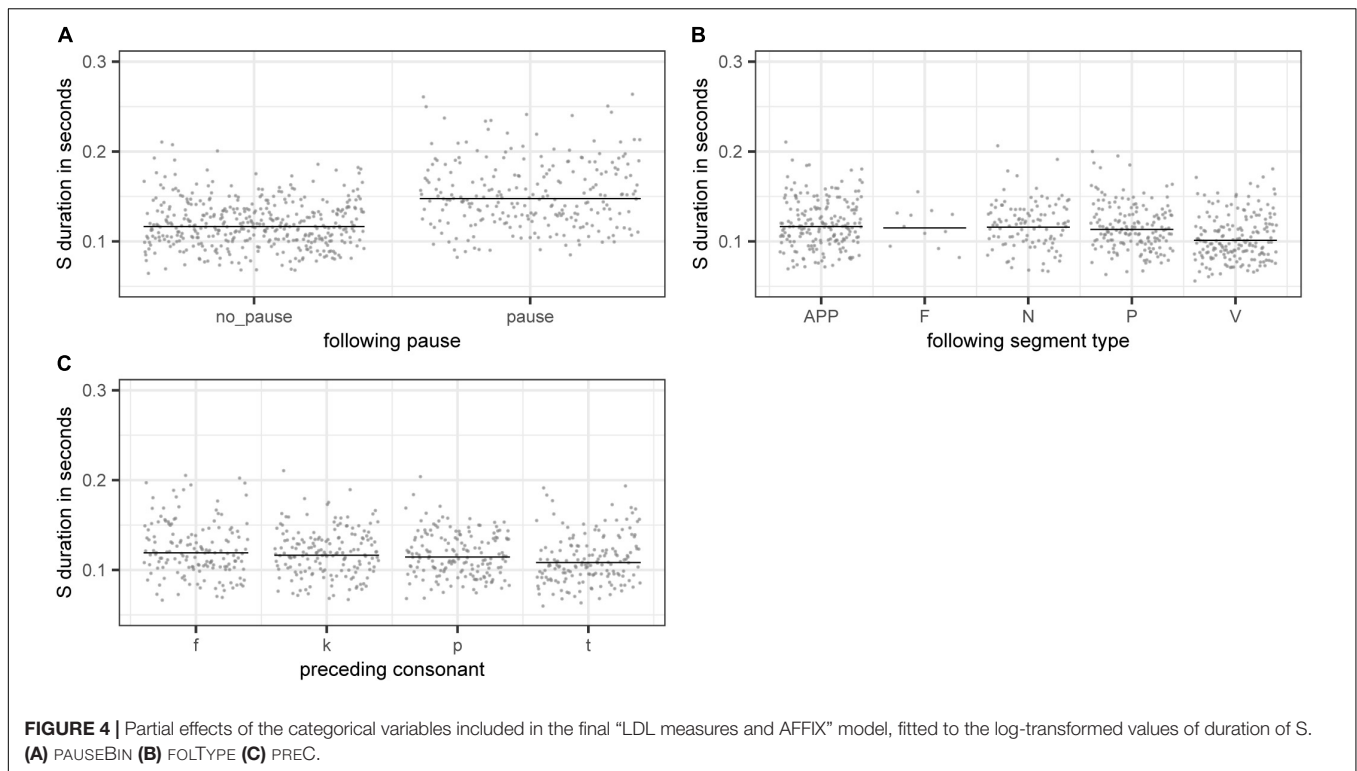 A
B
0.3
0.2
0.1
S duration in seconds
no_pause pause
following pause
0.3
0.2
0.1
S duration in seconds
APP F N P V
following segment type
C
0.3
0.2
0.1
S duration in seconds
f k p t
preceding consonant
FIGURE 4 | Partial effects of the categorical variables included in the final “LDL measures and AFFIX” model, fitted to the log-transformed values of duration of S.
(A) PAUSEBIN (B) FOLTYPE (C) PREC.